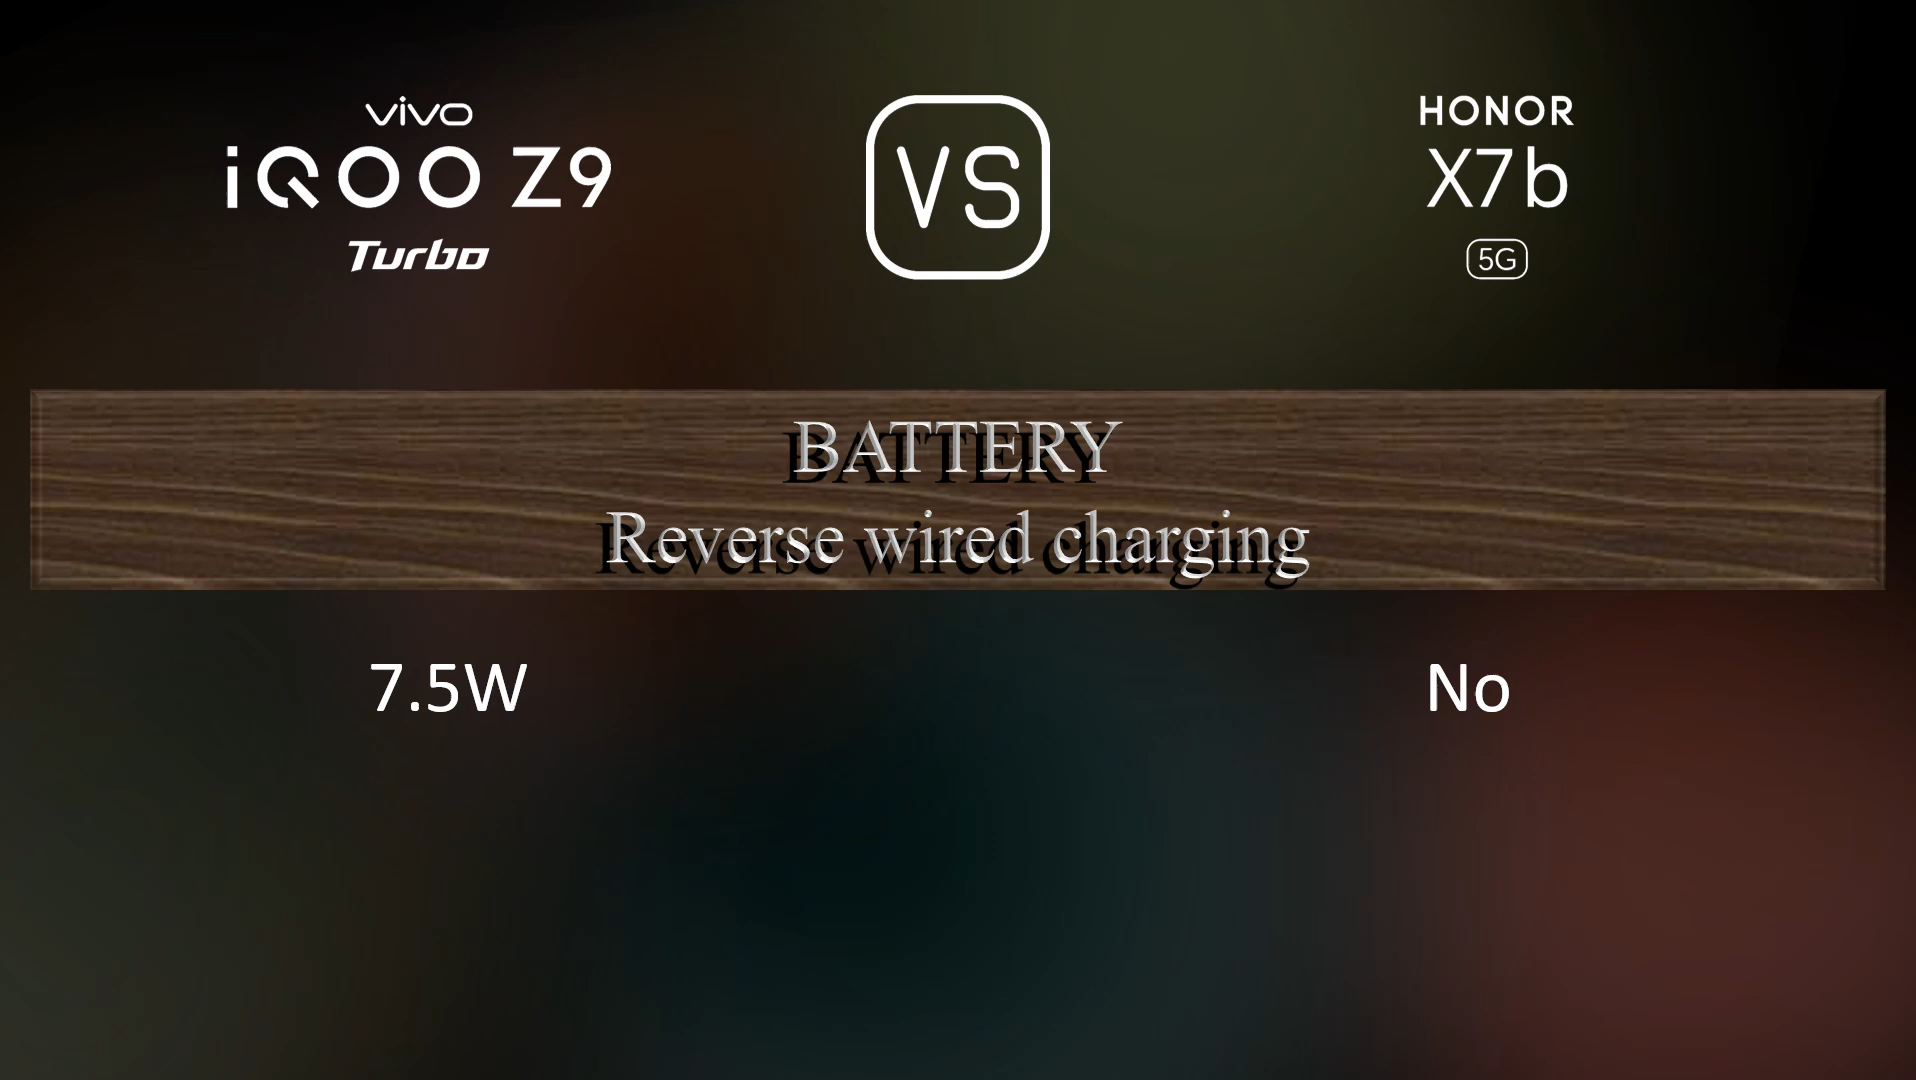 vivo
iQOO Z9
Turbo
VS
HONOR
X7b
5G
BATTERY
Reverse wired charging
7.5W
No